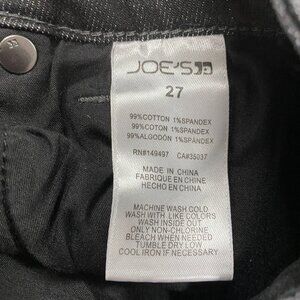 JOE'S
27
99%COTTON 1%SPANDEX
99%COTON 1%SPANDEX
99%ALGODÓN 1%SPANDEX
RN#149497 CA#35037
MADE IN CHINA
FABRIQUE EN CHINE
HECHO EN CHINA
MACHINE WASH COLD
WASH WITH LIKE COLORS
WASH INSIDE OUT
ONLY NON-CHLORINE
BLEACH WHEN NEEDED
TUMBLE DRY LOW
COOL IRON IF NECESSARY